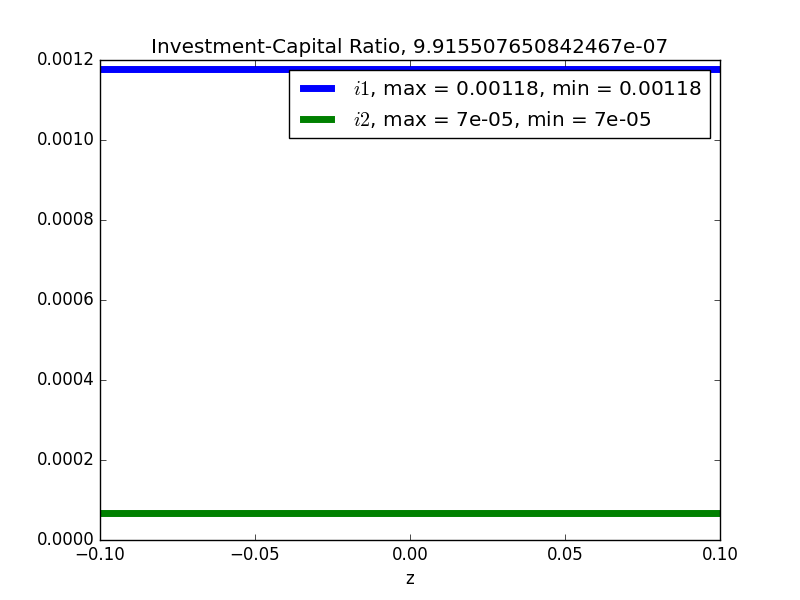 Investment-Capital Ratio, 9.915507650842467e-07
0.0012
i1, max = 0.00118, min = 0.00118
i2, max = 7e-05, min = 7e-05
0.0010
0.0008
0.0006
0.0004
0.0002
0.0000
−0.10 −0.05 0.00 0.05 0.10
z